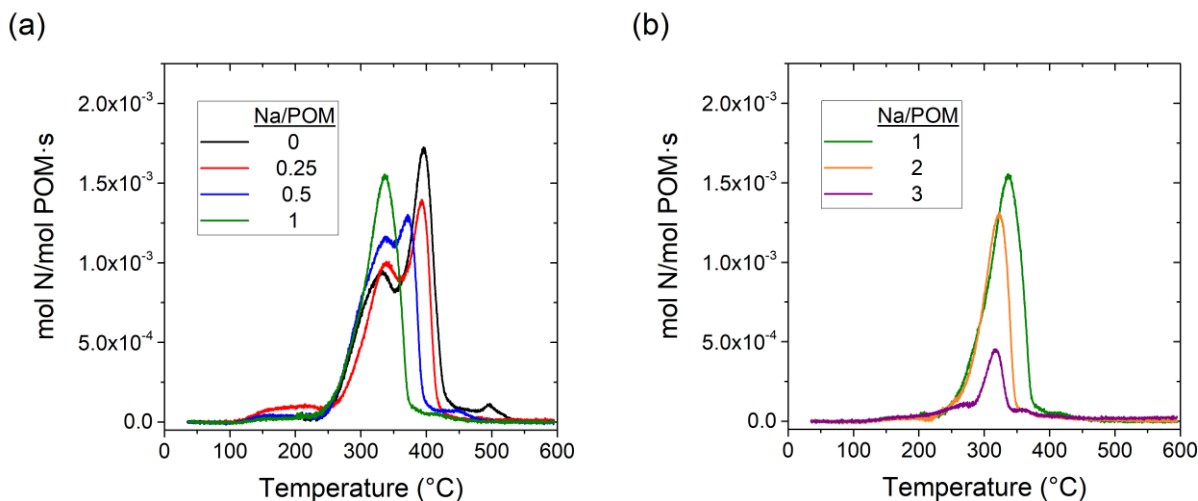 (a)
mol N/mol POM·s
2.0x10⁻³
1.5x10⁻³
1.0x10⁻³
5.0x10⁻⁴
0.0
Na/POM
0
0.25
0.5
1
0 100 200 300 400 500 600
Temperature (°C)
(b)
mol N/mol POM·s
2.0x10⁻³
1.5x10⁻³
1.0x10⁻³
5.0x10⁻⁴
0.0
Na/POM
1
2
3
0 100 200 300 400 500 600
Temperature (°C)